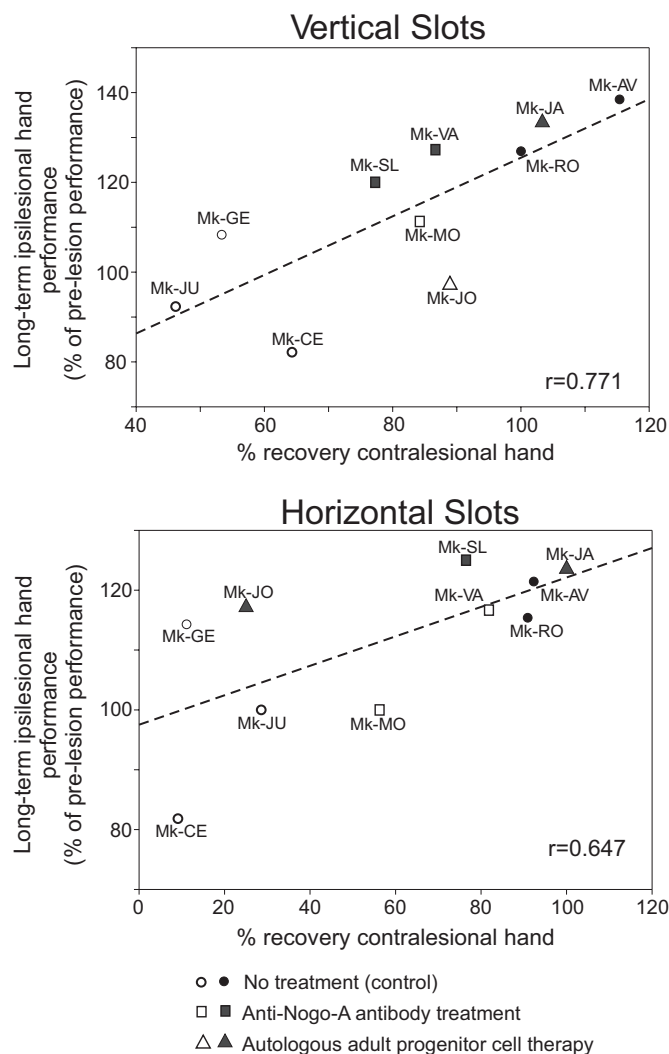 Vertical Slots
Long-term ipsilesional hand
performance
(% of pre-lesion performance)
140
120
100
80
Mk-AV
Mk-JA
Mk-VA
Mk-RO
Mk-SL
Mk-GE
Mk-MO
Mk-JU
Mk-JO
Mk-CE
r=0.771
40
60
80
100
120
% recovery contralesional hand
Horizontal Slots
Long-term ipsilesional hand
performance
(% of pre-lesion performance)
120
100
80
Mk-SL
Mk-JA
Mk-JO
Mk-VA
Mk-AV
Mk-GE
Mk-RO
Mk-JU
Mk-MO
Mk-CE
r=0.647
0
20
40
60
80
100
120
% recovery contralesional hand
No treatment (control)
Anti-Nogo-A antibody treatment
Autologous adult progenitor cell therapy